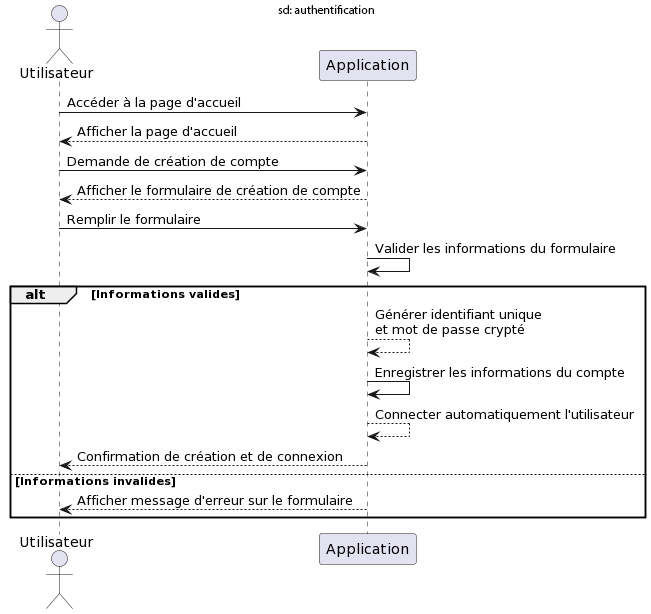 sd: authentification
Utilisateur
Application
Accéder à la page d'accueil
Afficher la page d'accueil
Demande de création de compte
Afficher le formulaire de création de compte
Remplir le formulaire
Valider les informations du formulaire
alt [Informations valides]
Générer identifiant unique
et mot de passe crypté
Enregistrer les informations du compte
Connecter automatiquement l'utilisateur
Confirmation de création et de connexion
[Informations invalides]
Afficher message d'erreur sur le formulaire
Utilisateur
Application